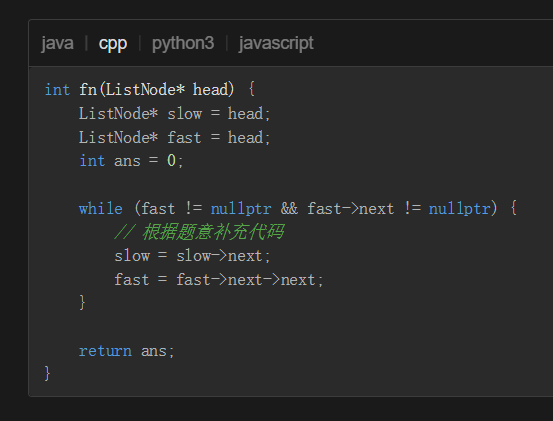 java | cpp | python3 | javascript
int fn(ListNode* head) {
    ListNode* slow = head;
    ListNode* fast = head;
    int ans = 0;

    while (fast != nullptr && fast->next != nullptr) {
        // 根据题意补充代码
        slow = slow->next;
        fast = fast->next->next;
    }

    return ans;
}